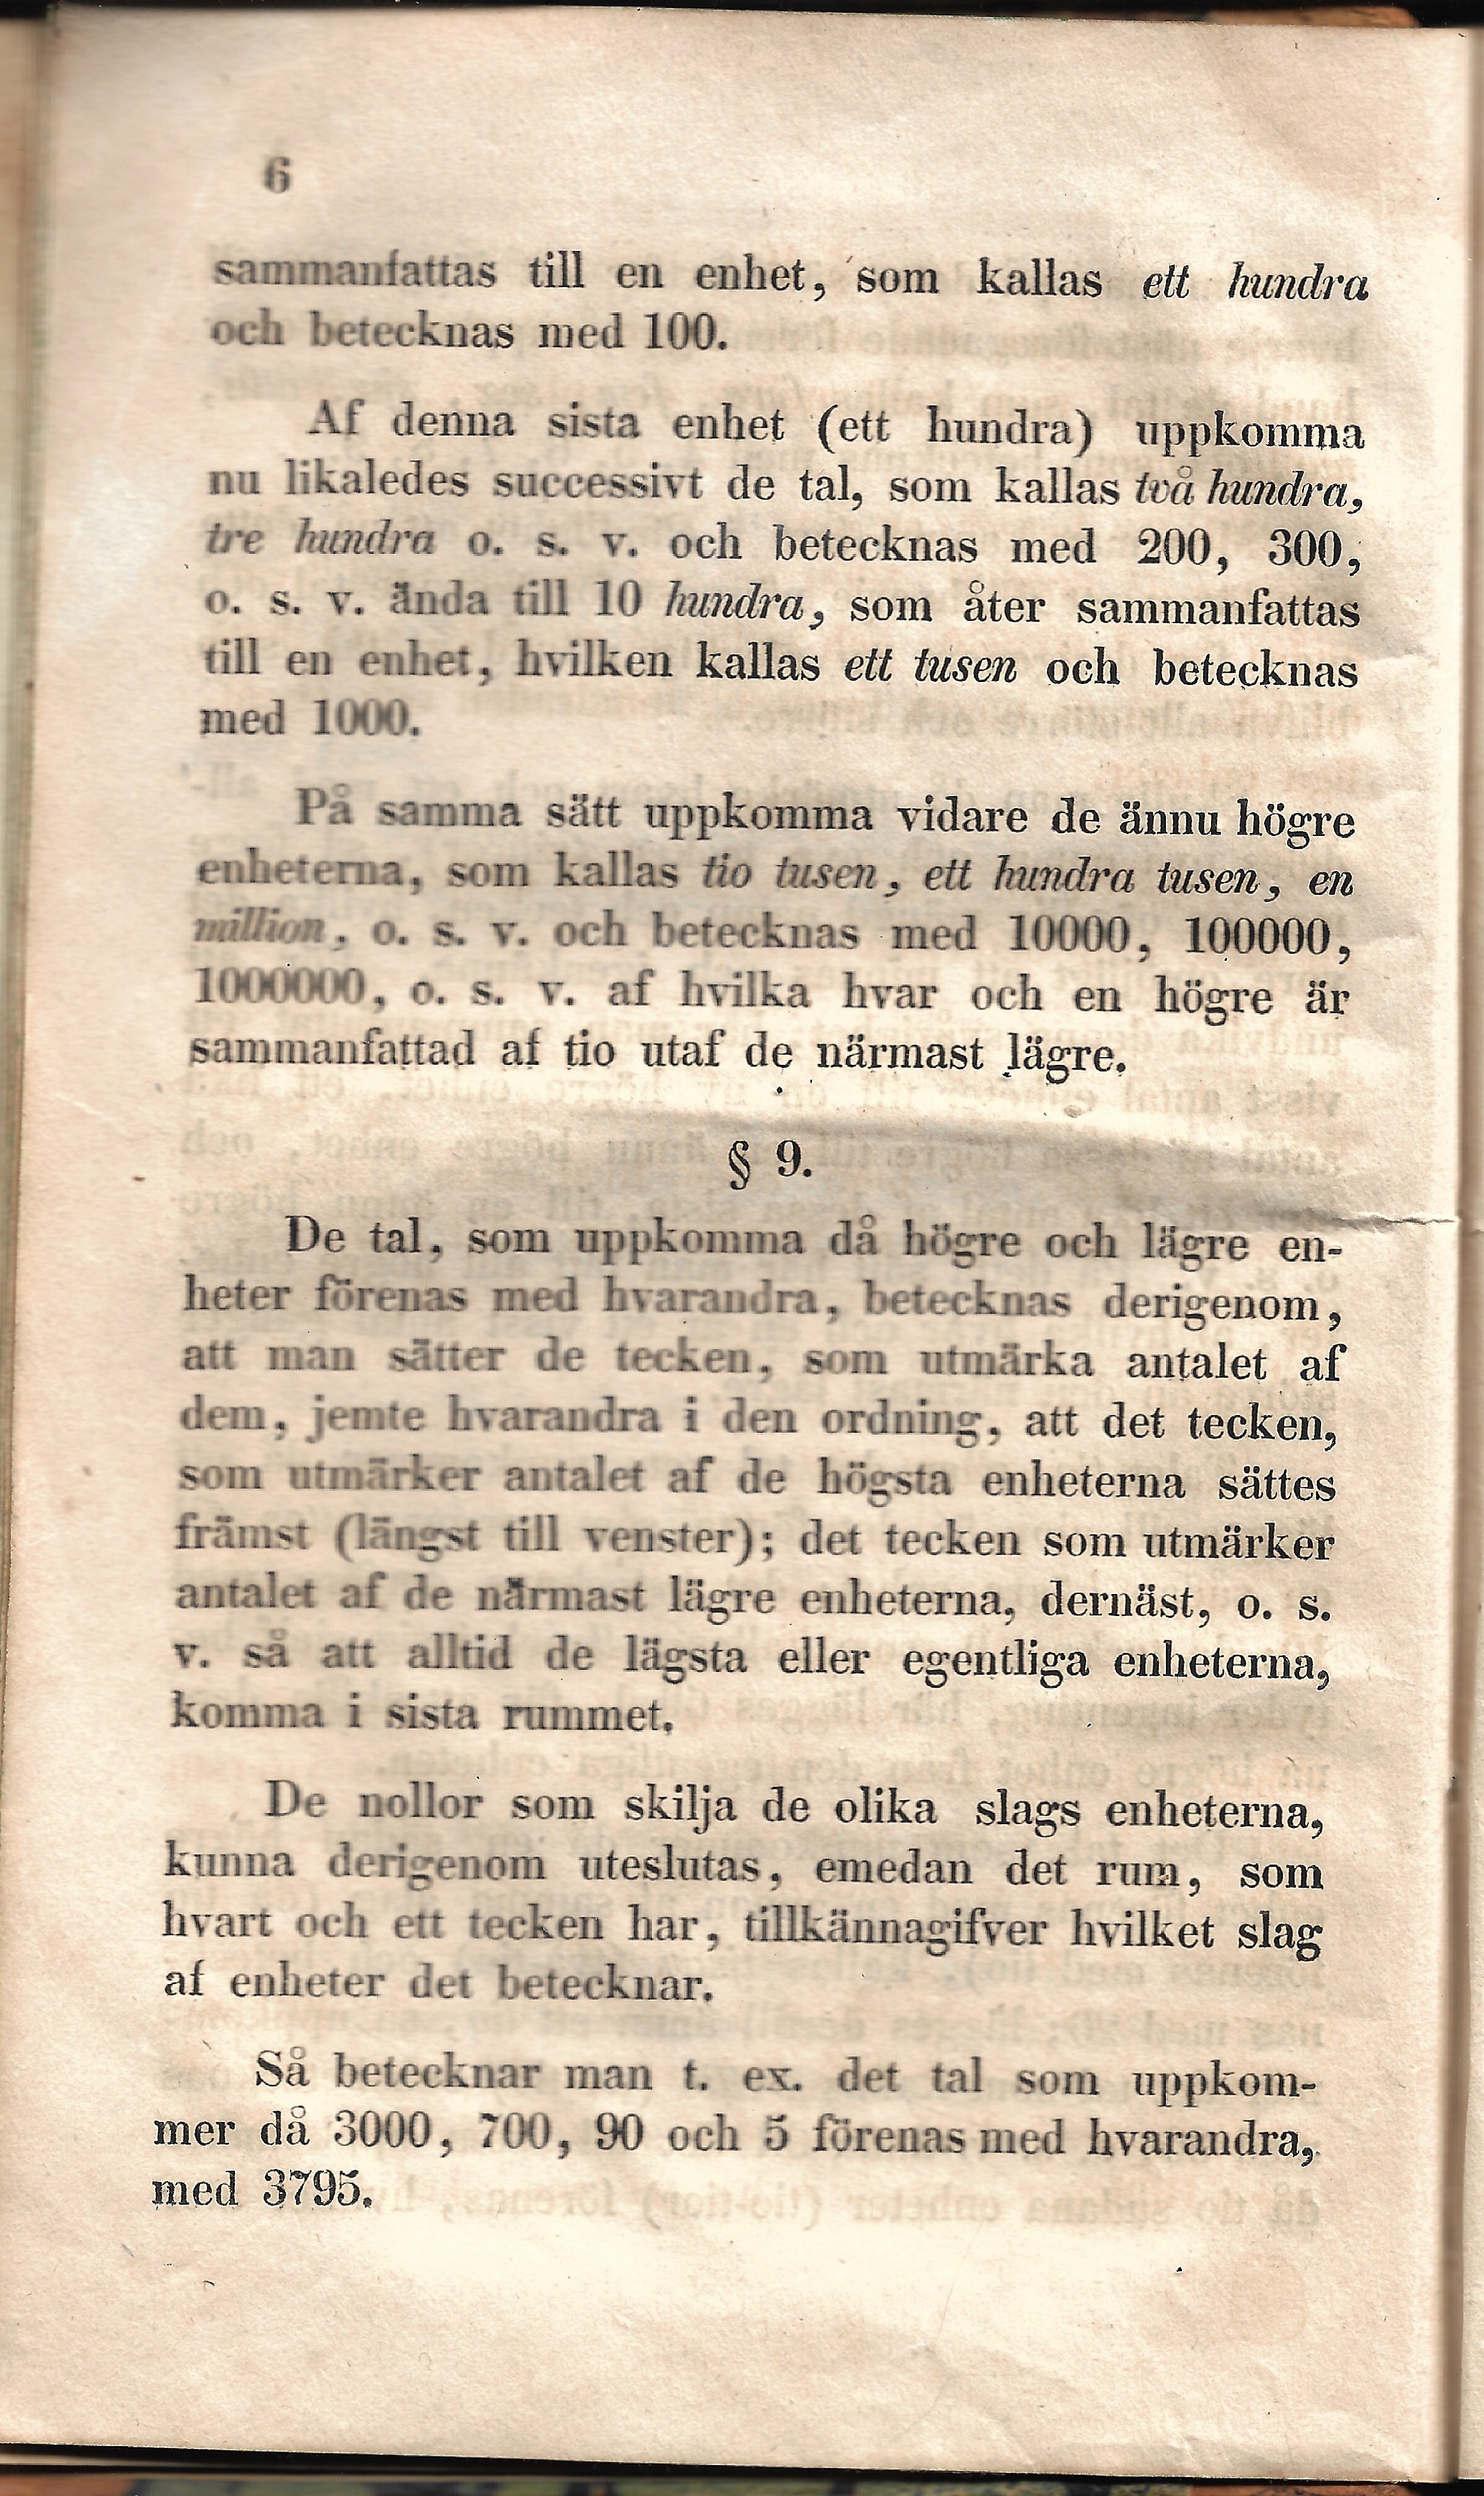 6
sammanfattas till en enhet, som kallas ett hundra
och betecknas med 100.
Af denna sista enhet (ett hundra) uppkomma
nu likaledes successivt de tal, som kallas två hundra,
tre hundra o. s. v. och betecknas med 200, 300,
o. s. v. ända till 10 hundra, som åter sammanfattas
till en enhet, hvilken kallas ett tusen och betecknas
med 1000.
På samma sätt uppkomma vidare de ännu högre
enheterna, som kallas tio tusen, ett hundra tusen, en
million, o. s. v. och betecknas med 10000, 100000,
1000000, o. s. v. af hvilka hvar och en högre är
sammanfattad af tio utaf de närmast lägre.
§ 9.
De tal, som uppkomma då högre och lägre en-
heter förenas med hvarandra, betecknas derigenom,
att man sätter de tecken, som utmärka antalet af
dem, jemte hvarandra i den ordning, att det tecken,
som utmärker antalet af de högsta enheterna sättes
främst (längst till venster); det tecken som utmärker
antalet af de närmast lägre enheterna, dernäst, o. s.
v. så att alltid de lägsta eller egentliga enheterna,
komma i sista rummet.
De nollor som skilja de olika slags enheterna,
kunna derigenom uteslutas, emedan det rum, som
hvart och ett tecken har, tillkännagifver hvilket slag
af enheter det betecknar.
Så betecknar man t. ex. det tal som uppkom-
mer då 3000, 700, 90 och 5 förenas med hvarandra,
med 3795.